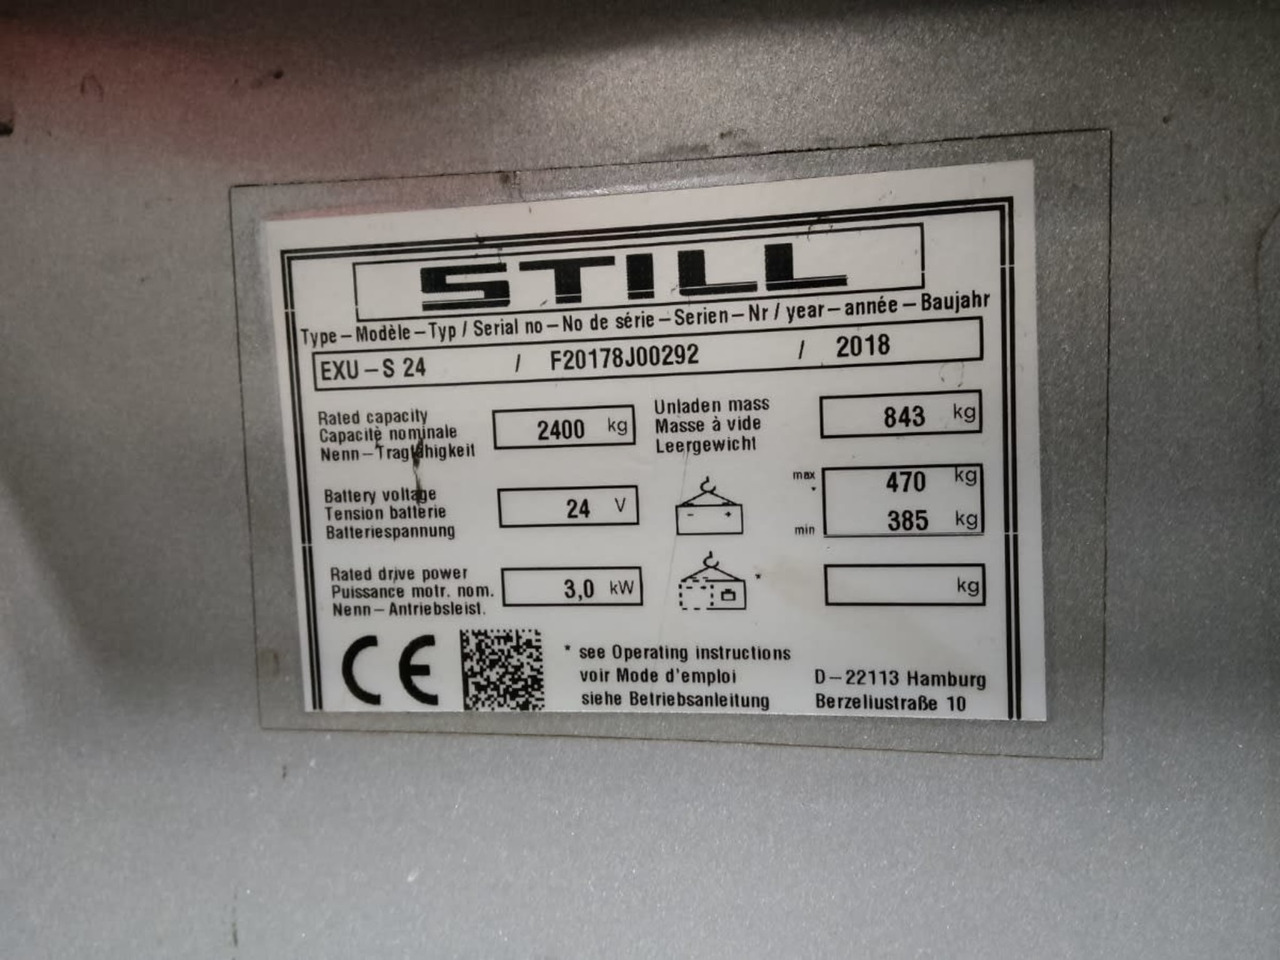 STILL
Type – Modèle – Typ / Serial no – No de série – Serien – Nr / year – année – Baujahr
EXU – S 24 / F20178J00292 / 2018
Rated capacity
Capacitè nominale
Nenn – Tragfähigkeit
2400 kg
Unladen mass
Masse à vide
Leergewicht
843 kg
Battery voltage
Tension batterie
Batteriespannung
24 V
- +
max 470 kg
*
min 385 kg
Rated drive power
Puissance motr. nom.
Nenn – Antriebsleist.
3,0 kW
*
kg
CE
* see Operating instructions
voir Mode d'emploi
siehe Betriebsanleitung
D – 22113 Hamburg
Berzeliustraße 10